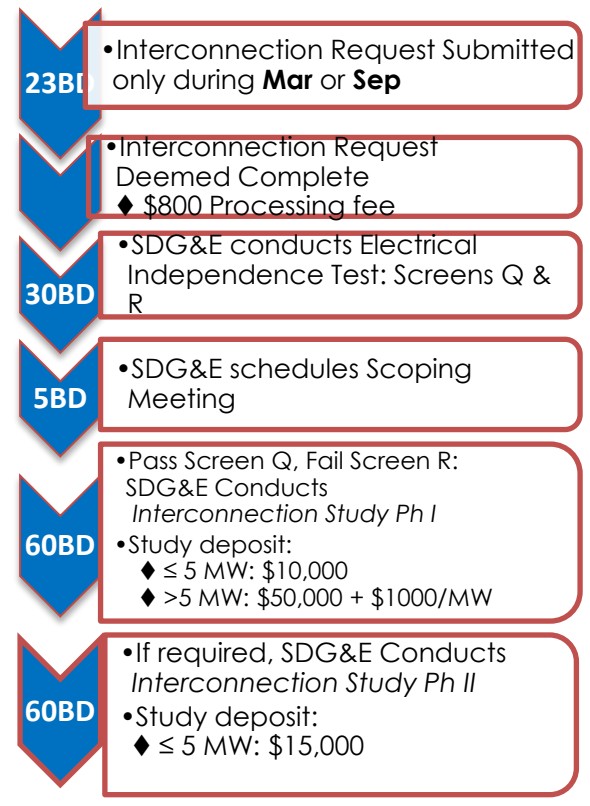 23BD
•Interconnection Request Submitted
only during Mar or Sep
•Interconnection Request
Deemed Complete
♦ $800 Processing fee
30BD
•SDG&E conducts Electrical
Independence Test: Screens Q &
R
5BD
•SDG&E schedules Scoping
Meeting
60BD
•Pass Screen Q, Fail Screen R:
SDG&E Conducts
Interconnection Study Ph I
•Study deposit:
♦ ≤ 5 MW: $10,000
♦ >5 MW: $50,000 + $1000/MW
60BD
•If required, SDG&E Conducts
Interconnection Study Ph II
•Study deposit:
♦ ≤ 5 MW: $15,000